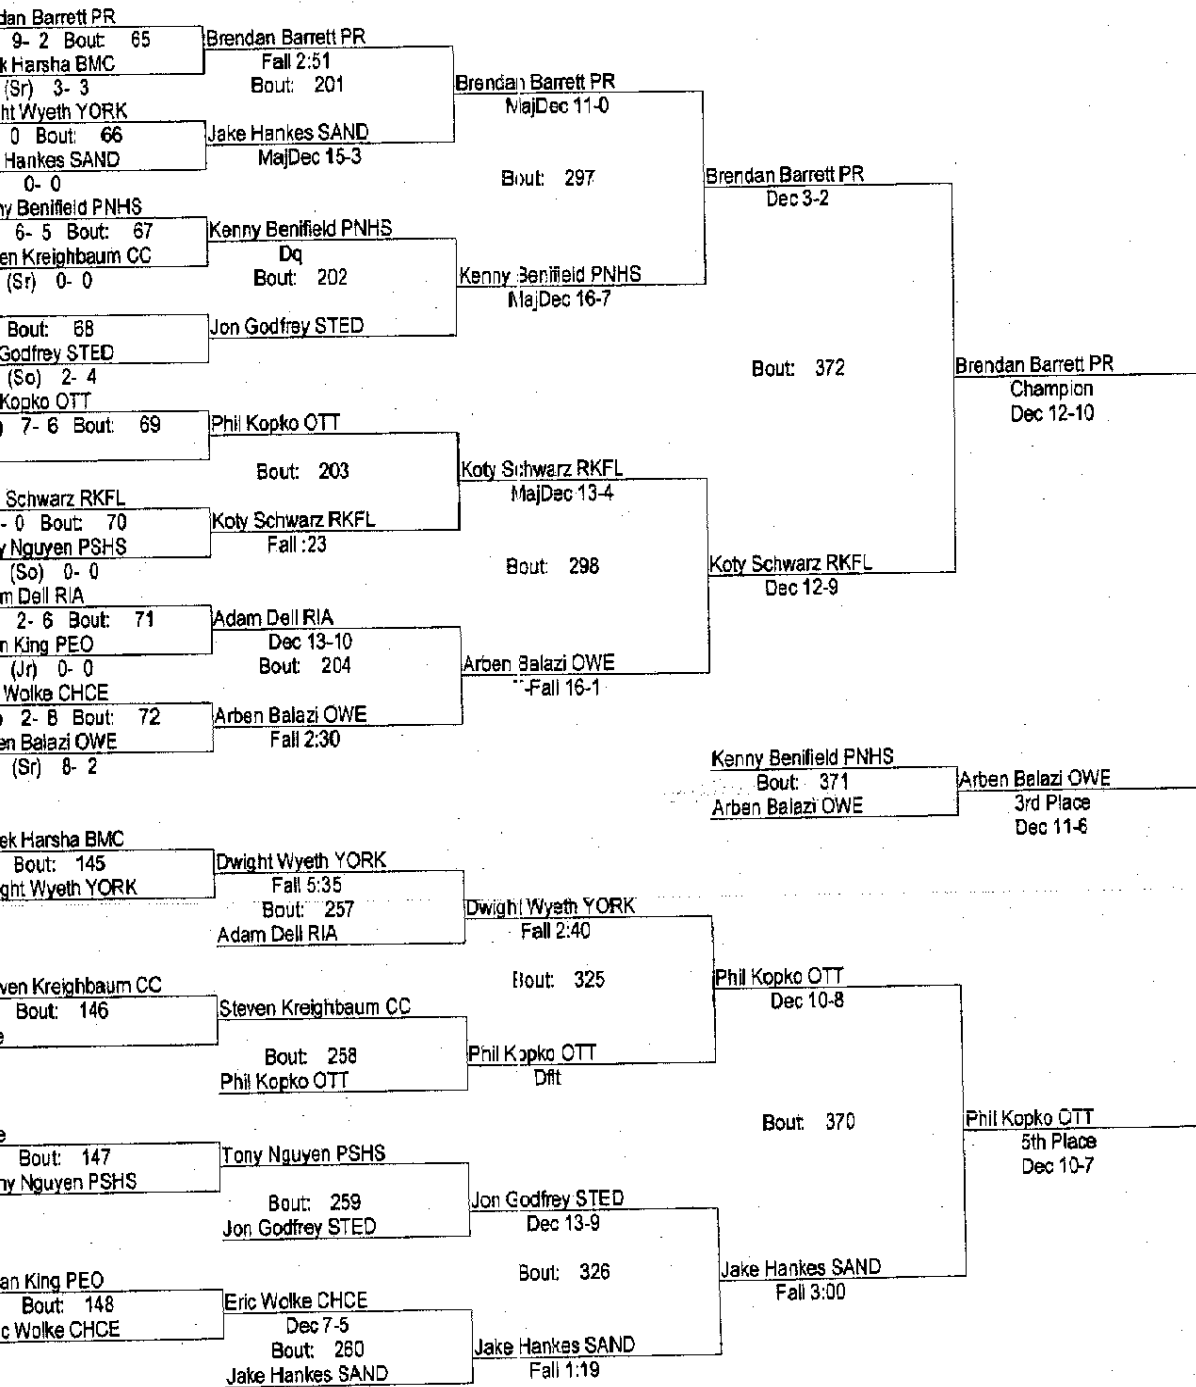 dan Barrett PR
9- 2 Bout: 65
k Harsha BMC
(Sr) 3- 3
ht Wyeth YORK
0 Bout: 66
Hankes SAND
0- 0
ny Benifield PNHS
6- 5 Bout: 67
en Kreighbaum CC
(Sr) 0- 0
Bout: 68
Godfrey STED
(So) 2- 4
Kopko OTT
7- 6 Bout: 69
Schwarz RKFL
- 0 Bout: 70
y Nguyen PSHS
(So) 0- 0
m Dell RIA
2- 6 Bout: 71
n King PEO
(Jr) 0- 0
Wolke CHCE
2- 8 Bout: 72
en Balazi OWE
(Sr) 8- 2
Brendan Barrett PR
Fall 2:51
Bout: 201
Jake Hankes SAND
MajDec 15-3
Kenny Benifield PNHS
Dq
Bout: 202
Jon Godfrey STED
Phil Kopko OTT
Bout: 203
Koty Schwarz RKFL
Fall :23
Adam Dell RIA
Dec 13-10
Bout: 204
Arben Balazi OWE
Fall 2:30
Brendan Barrett PR
MajDec 11-0
Bout: 297
Kenny Benifield PNHS
MajDec 16-7
Koty Schwarz RKFL
MajDec 13-4
Bout: 298
Arben Balazi OWE
-Fall 16-1
Brendan Barrett PR
Dec 3-2
Bout: 372
Koty Schwarz RKFL
Dec 12-9
Brendan Barrett PR
Champion
Dec 12-10
Kenny Benifield PNHS
Bout: 371
Arben Balazi OWE
Arben Balazi OWE
3rd Place
Dec 11-6
ek Harsha BMC
Bout: 145
ght Wyeth YORK
ven Kreighbaum CC
Bout: 146
e
e
Bout: 147
ny Nguyen PSHS
an King PEO
Bout: 148
c Wolke CHCE
Dwight Wyeth YORK
Fall 5:35
Bout: 257
Adam Dell RIA
Steven Kreighbaum CC
Bout: 258
Phil Kopko OTT
Tony Nguyen PSHS
Bout: 259
Jon Godfrey STED
Eric Wolke CHCE
Dec 7-5
Bout: 260
Jake Hankes SAND
Dwight Wyeth YORK
Fall 2:40
Bout: 325
Phil Kopko OTT
Dflt
Jon Godfrey STED
Dec 13-9
Bout: 326
Jake Hankes SAND
Fall 1:19
Phil Kopko OTT
Dec 10-8
Bout: 370
Jake Hankes SAND
Fall 3:00
Phil Kopko OTT
5th Place
Dec 10-7